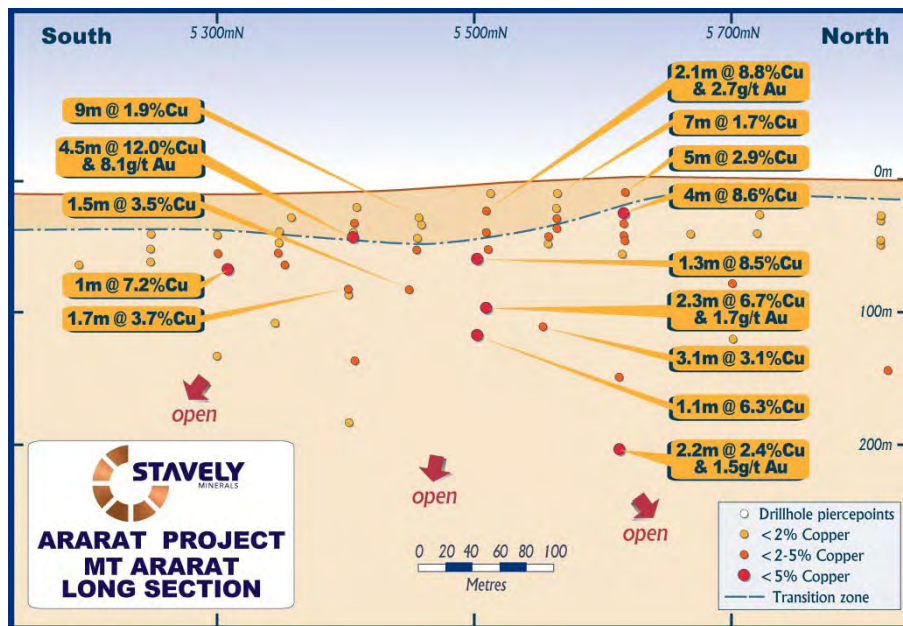 South
5 300mN
5 500mN
5 700mN
North
9m @ 1.9%Cu
4.5m @ 12.0%Cu
& 8.1g/t Au
1.5m @ 3.5%Cu
1m @ 7.2%Cu
1.7m @ 3.7%Cu
2.1m @ 8.8%Cu
& 2.7g/t Au
7m @ 1.7%Cu
5m @ 2.9%Cu
4m @ 8.6%Cu
1.3m @ 8.5%Cu
2.3m @ 6.7%Cu
& 1.7g/t Au
3.1m @ 3.1%Cu
1.1m @ 6.3%Cu
2.2m @ 2.4%Cu
& 1.5g/t Au
0m
100m
200m
open
open
open
STAVELY
MINERALS
ARARAT PROJECT
MT ARARAT
LONG SECTION
0 20 40 60 80 100
Metres
Drillhole piercepoints
<2% Copper
<2-5% Copper
<5% Copper
Transition zone